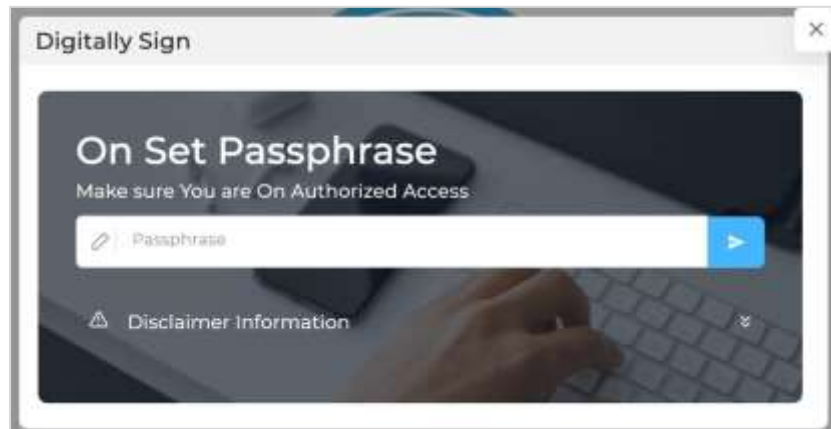 Digitally Sign
On Set Passphrase
Make sure You are On Authorized Access
Passphrase
Disclaimer Information